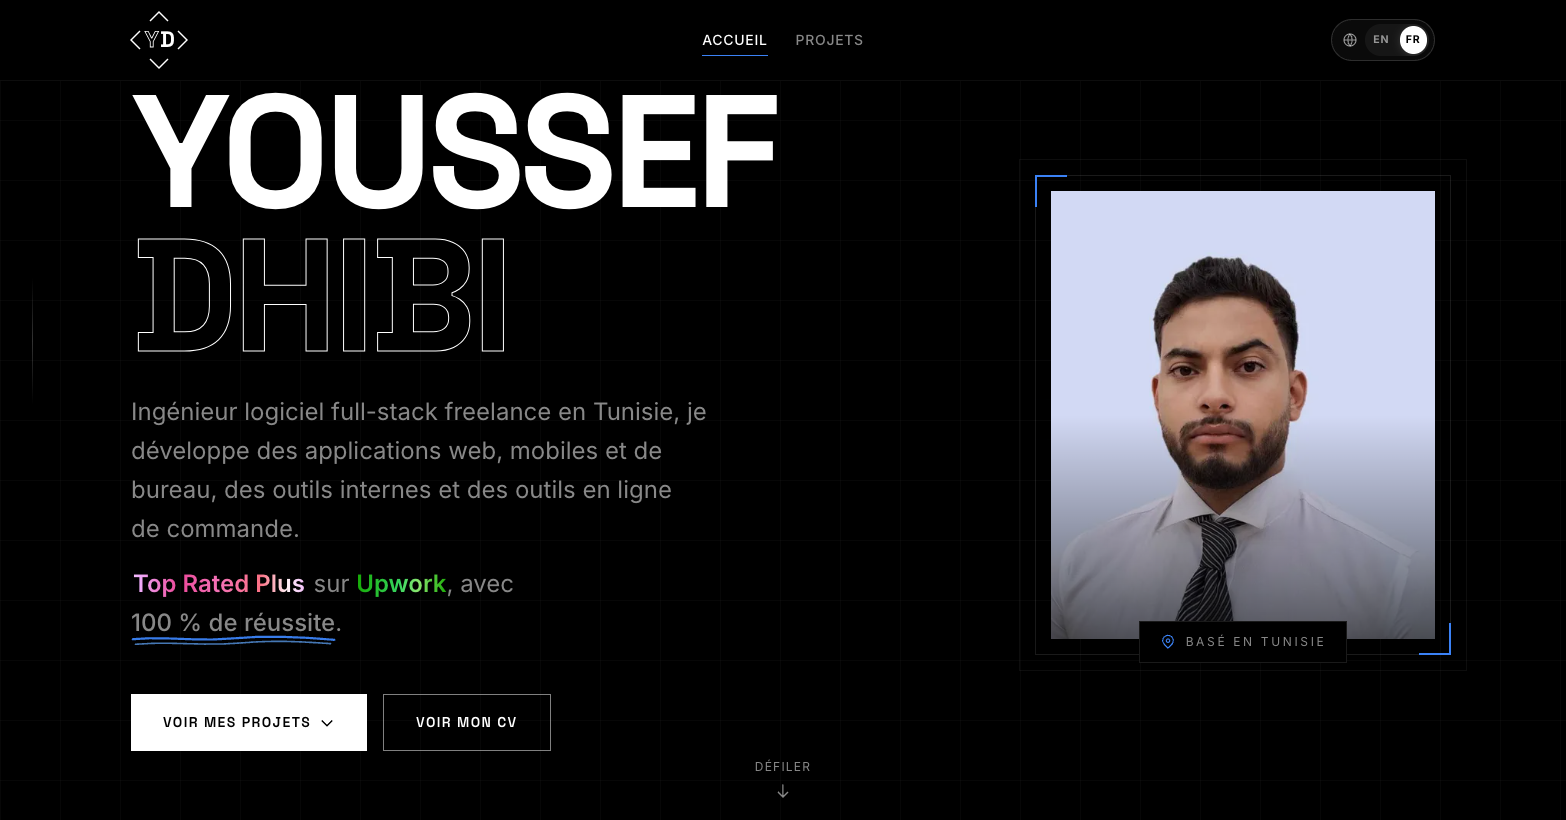 YD
ACCUEIL
PROJETS
EN
FR
YOUSSEF
DHIBI
Ingénieur logiciel full-stack freelance en Tunisie, je
développe des applications web, mobiles et de
bureau, des outils internes et des outils en ligne
de commande.
Top Rated Plus sur Upwork, avec
100 % de réussite.
BASÉ EN TUNISIE
VOIR MES PROJETS
VOIR MON CV
DÉFILER